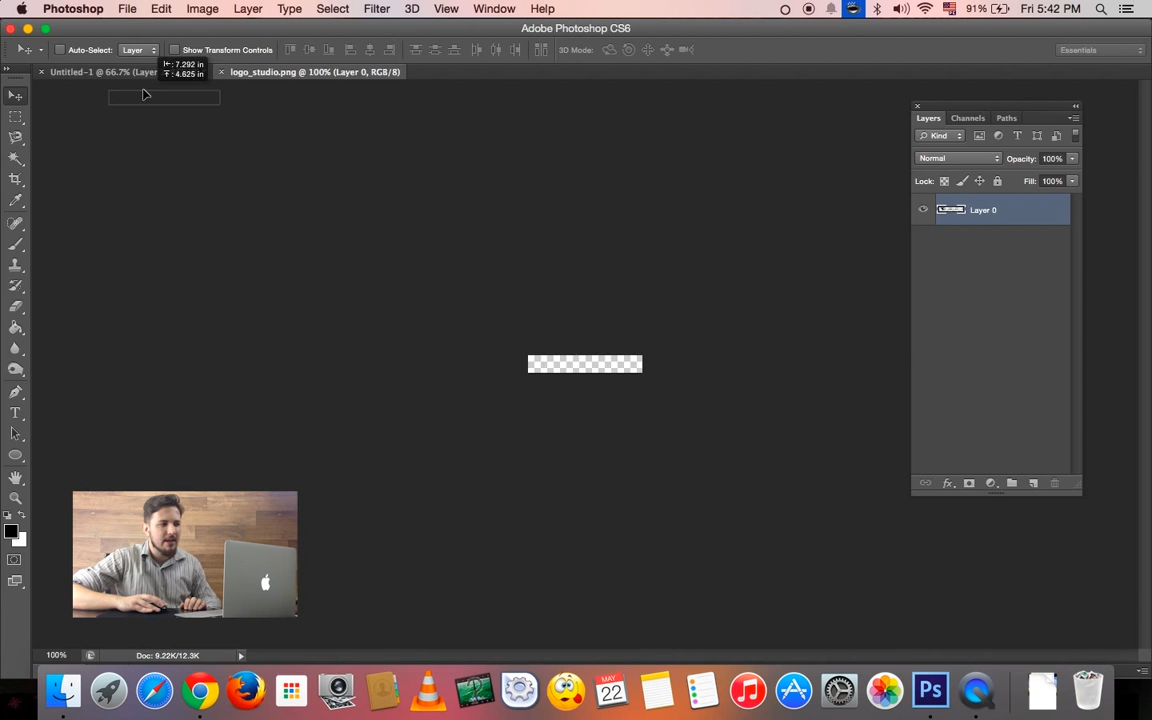 Photoshop File Edit Image Layer Type Select Filter 3D View Window Help 91% Fri 5:42 PM
Adobe Photoshop CS6
Auto-Select: Layer Show Transform Controls 3D Mode: Essentials
Untitled-1 @ 66.7% (Layer
: 7.292 in
: 4.625 in
logo_studio.png @ 100% (Layer 0, RGB/8)
Layers Channels Paths
Kind
Normal Opacity: 100%
Lock: Fill: 100%
Layer 0
fx
100% Doc: 9.22K/12.3K
MAY
22
Ps